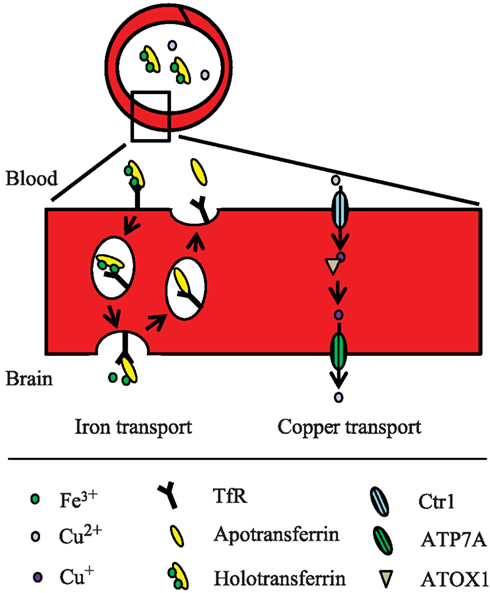 Blood
Brain
Iron transport Copper transport
Fe³⁺ TfR Ctr1
Cu²⁺ Apotransferrin ATP7A
Cu⁺ Holotransferrin ATOX1